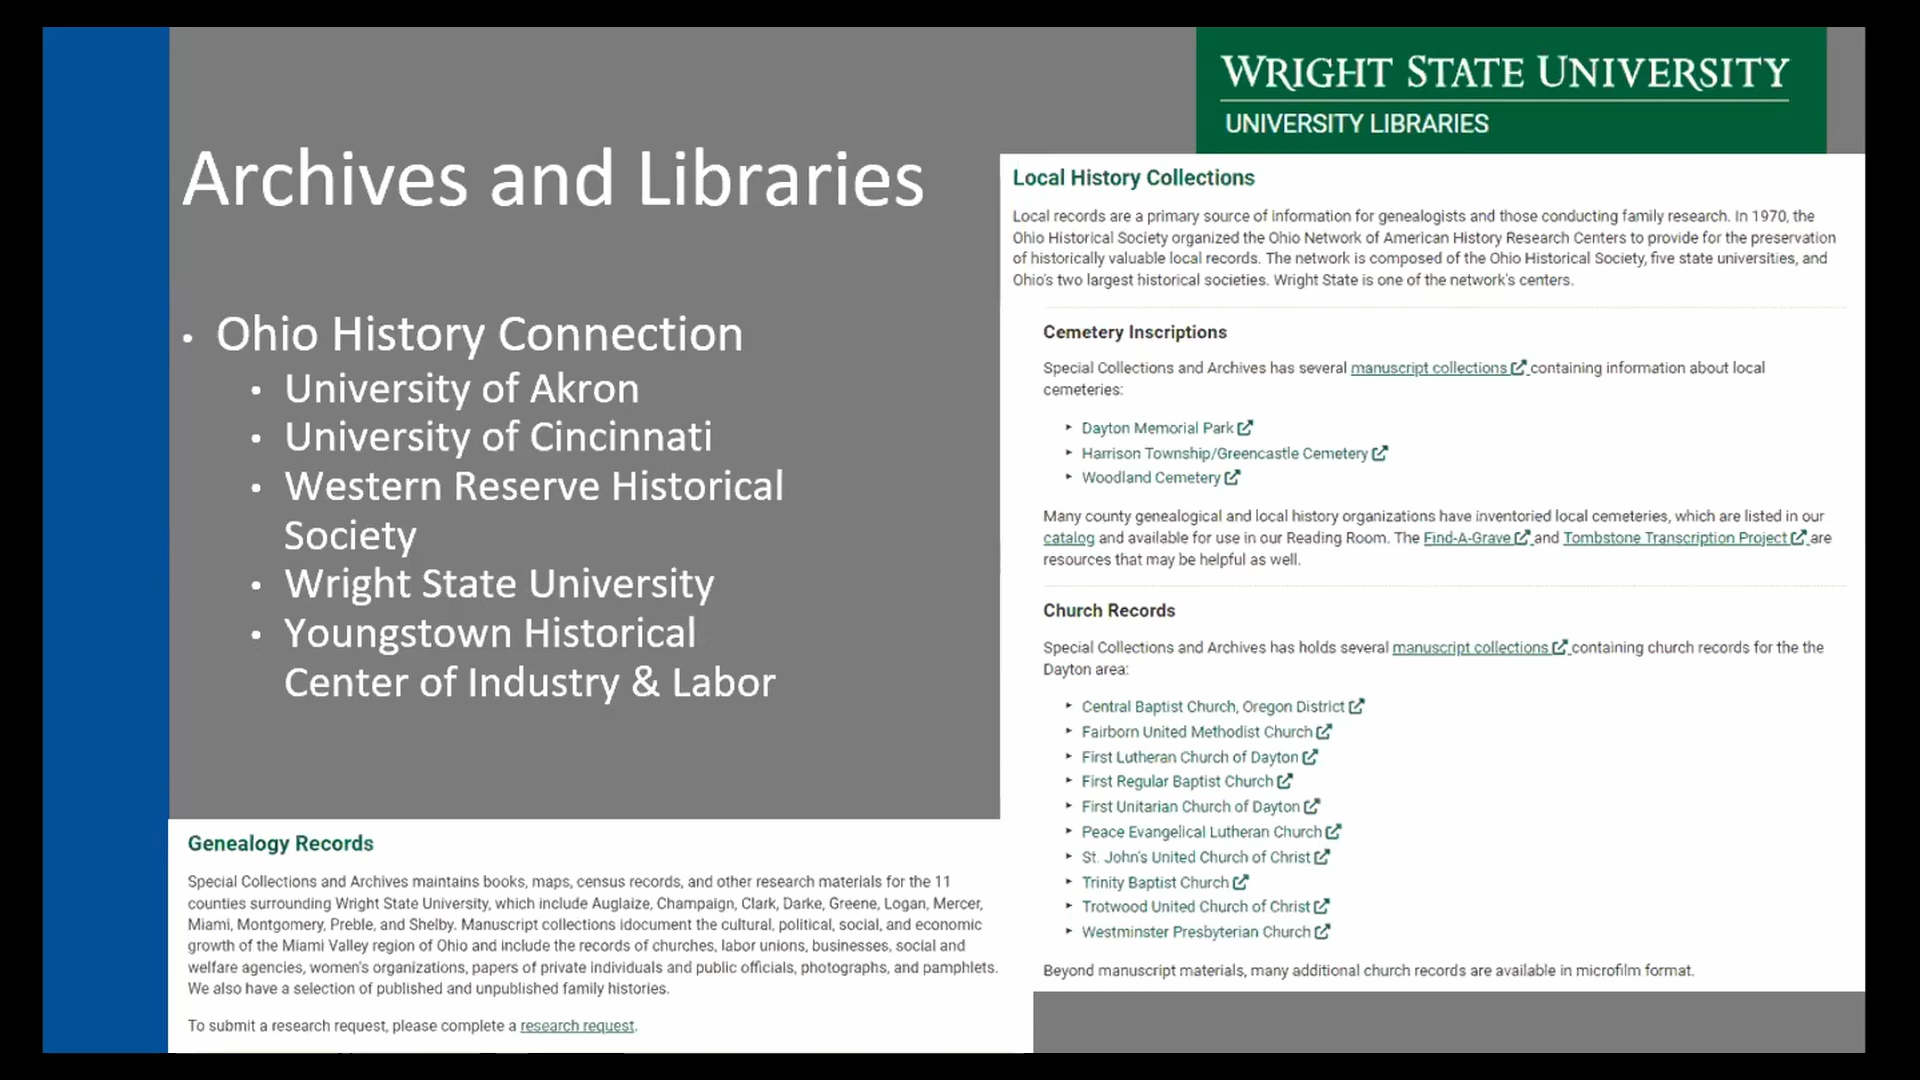 WRIGHT STATE UNIVERSITY
UNIVERSITY LIBRARIES
Archives and Libraries
• Ohio History Connection
• University of Akron
• University of Cincinnati
• Western Reserve Historical
Society
• Wright State University
• Youngstown Historical
Center of Industry & Labor
Local History Collections
Local records are a primary source of information for genealogists and those conducting family research. In 1970, the
Ohio Historical Society organized the Ohio Network of American History Research Centers to provide for the preservation
of historically valuable local records. The network is composed of the Ohio Historical Society, five state universities, and
Ohio's two largest historical societies. Wright State is one of the network's centers.
Cemetery Inscriptions
Special Collections and Archives has several manuscript collections containing information about local
cemeteries:
Dayton Memorial Park
Harrison Township/Greencastle Cemetery
Woodland Cemetery
Many county genealogical and local history organizations have inventoried local cemeteries, which are listed in our
catalog and available for use in our Reading Room. The Find-A-Grave and Tombstone Transcription Project are
resources that may be helpful as well.
Church Records
Special Collections and Archives has holds several manuscript collections containing church records for the the
Dayton area:
Central Baptist Church, Oregon District
Fairborn United Methodist Church
First Lutheran Church of Dayton
First Regular Baptist Church
First Unitarian Church of Dayton
Peace Evangelical Lutheran Church
St. John's United Church of Christ
Trinity Baptist Church
Trotwood United Church of Christ
Westminster Presbyterian Church
Beyond manuscript materials, many additional church records are available in microfilm format.
Genealogy Records
Special Collections and Archives maintains books, maps, census records, and other research materials for the 11
counties surrounding Wright State University, which include Auglaize, Champaign, Clark, Darke, Greene, Logan, Mercer,
Miami, Montgomery, Preble, and Shelby. Manuscript collections idocument the cultural, political, social, and economic
growth of the Miami Valley region of Ohio and include the records of churches, labor unions, businesses, social and
welfare agencies, women's organizations, papers of private individuals and public officials, photographs, and pamphlets.
We also have a selection of published and unpublished family histories.
To submit a research request, please complete a research request.